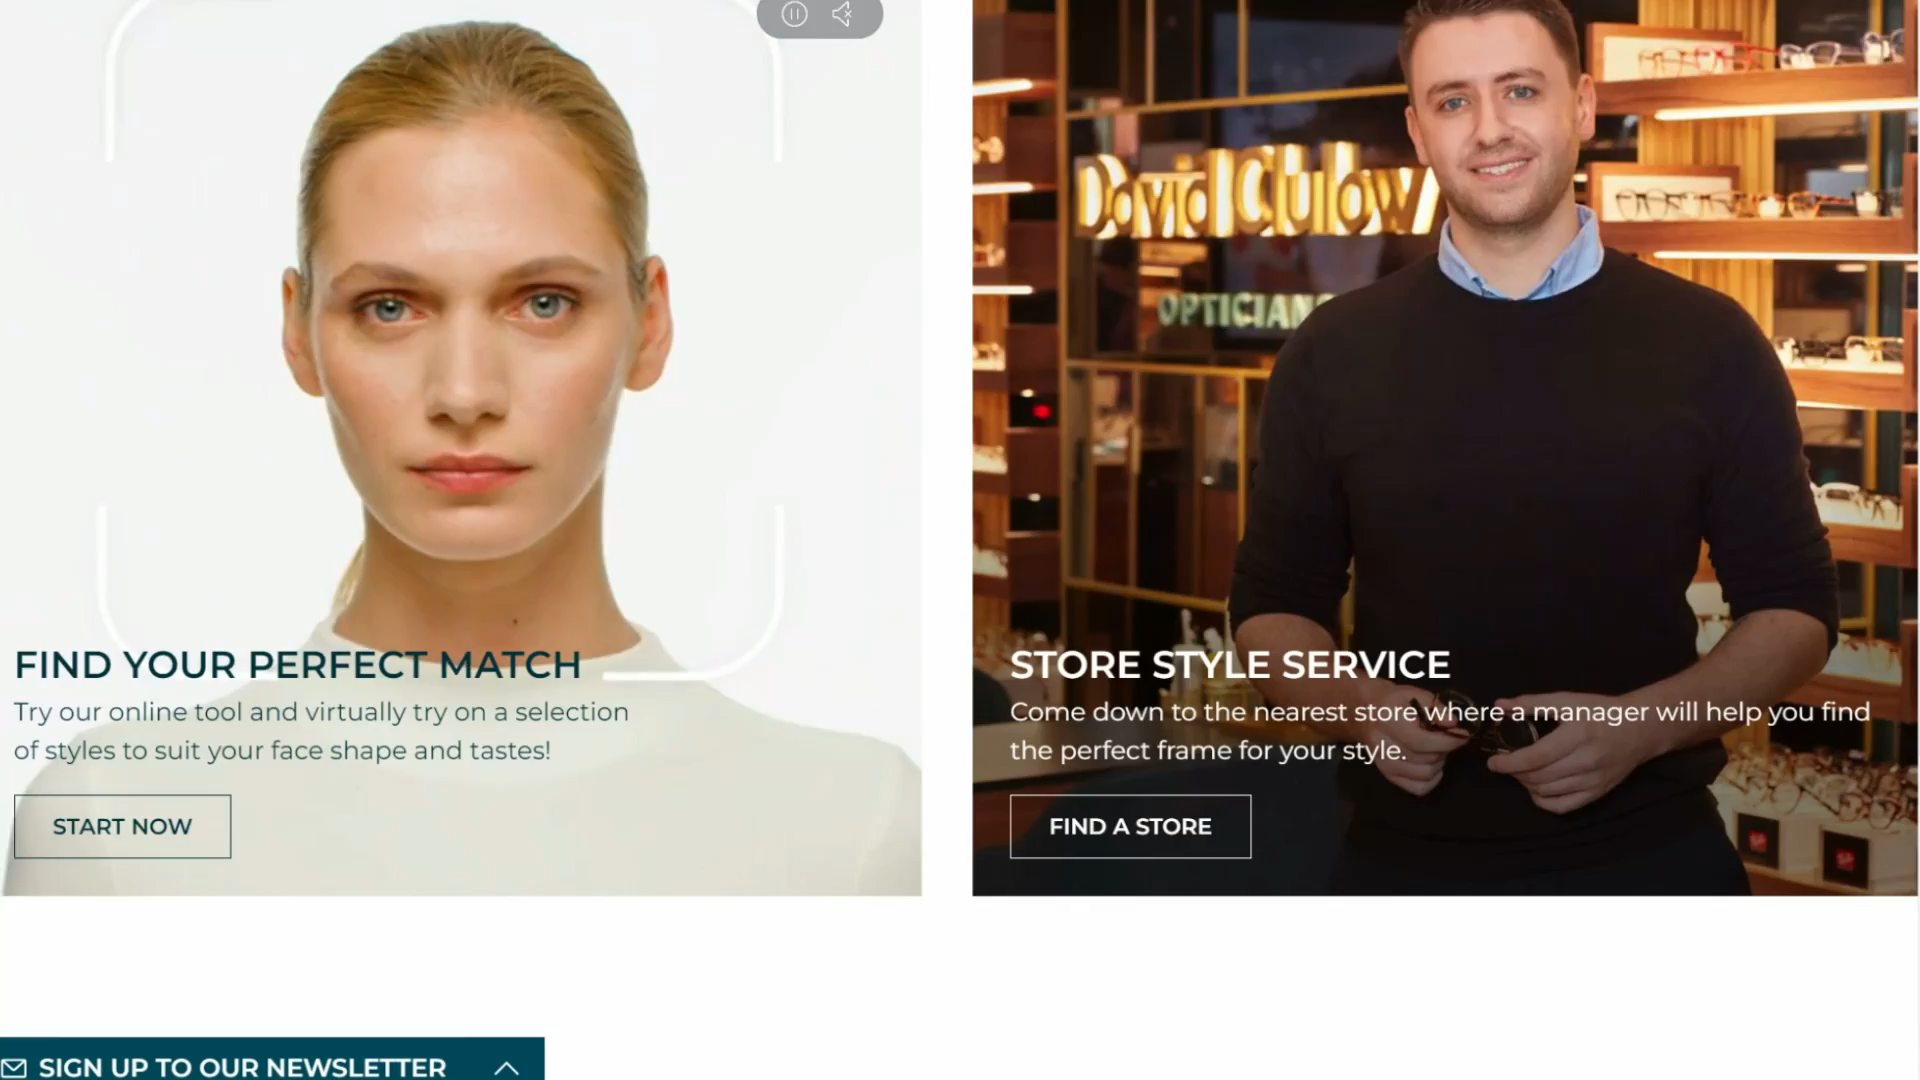 FIND YOUR PERFECT MATCH
Try our online tool and virtually try on a selection
of styles to suit your face shape and tastes!
START NOW
David Clulow
OPTICIANS
STORE STYLE SERVICE
Come down to the nearest store where a manager will help you find
the perfect frame for your style.
FIND A STORE
SIGN UP TO OUR NEWSLETTER